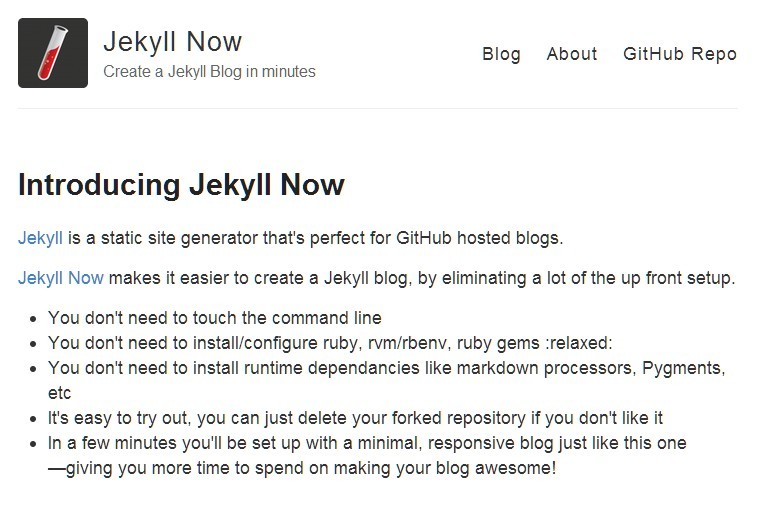 Jekyll Now
Create a Jekyll Blog in minutes
Blog About GitHub Repo
Introducing Jekyll Now
Jekyll is a static site generator that's perfect for GitHub hosted blogs.
Jekyll Now makes it easier to create a Jekyll blog, by eliminating a lot of the up front setup.
• You don't need to touch the command line
• You don't need to install/configure ruby, rvm/rbenv, ruby gems :relaxed:
• You don't need to install runtime dependancies like markdown processors, Pygments,
etc
• It's easy to try out, you can just delete your forked repository if you don't like it
• In a few minutes you'll be set up with a minimal, responsive blog just like this one
—giving you more time to spend on making your blog awesome!